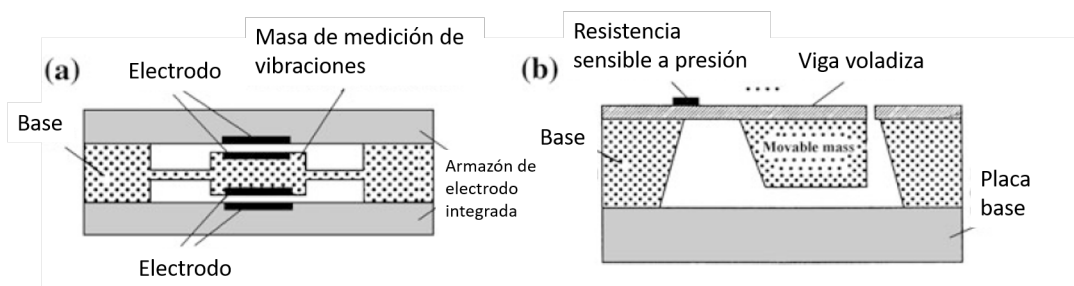 (a)
Masa de medición de
vibraciones
Electrodo
Base
Armazón de
electrodo
integrada
Electrodo
(b)
Resistencia
sensible a presión
....
Viga voladiza
Base
Movable mass
Placa
base